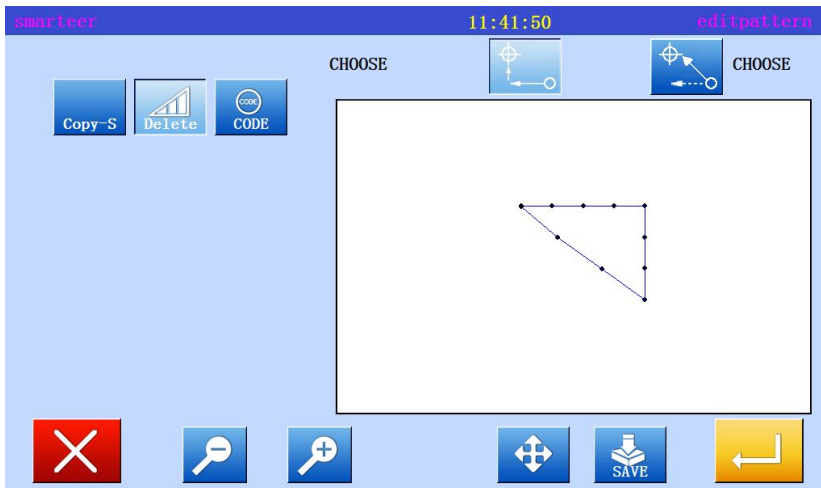 smarteer 11:41:50 editpattern
CHOOSE CHOOSE
Copy-S Delete CODE CODE
SAVE